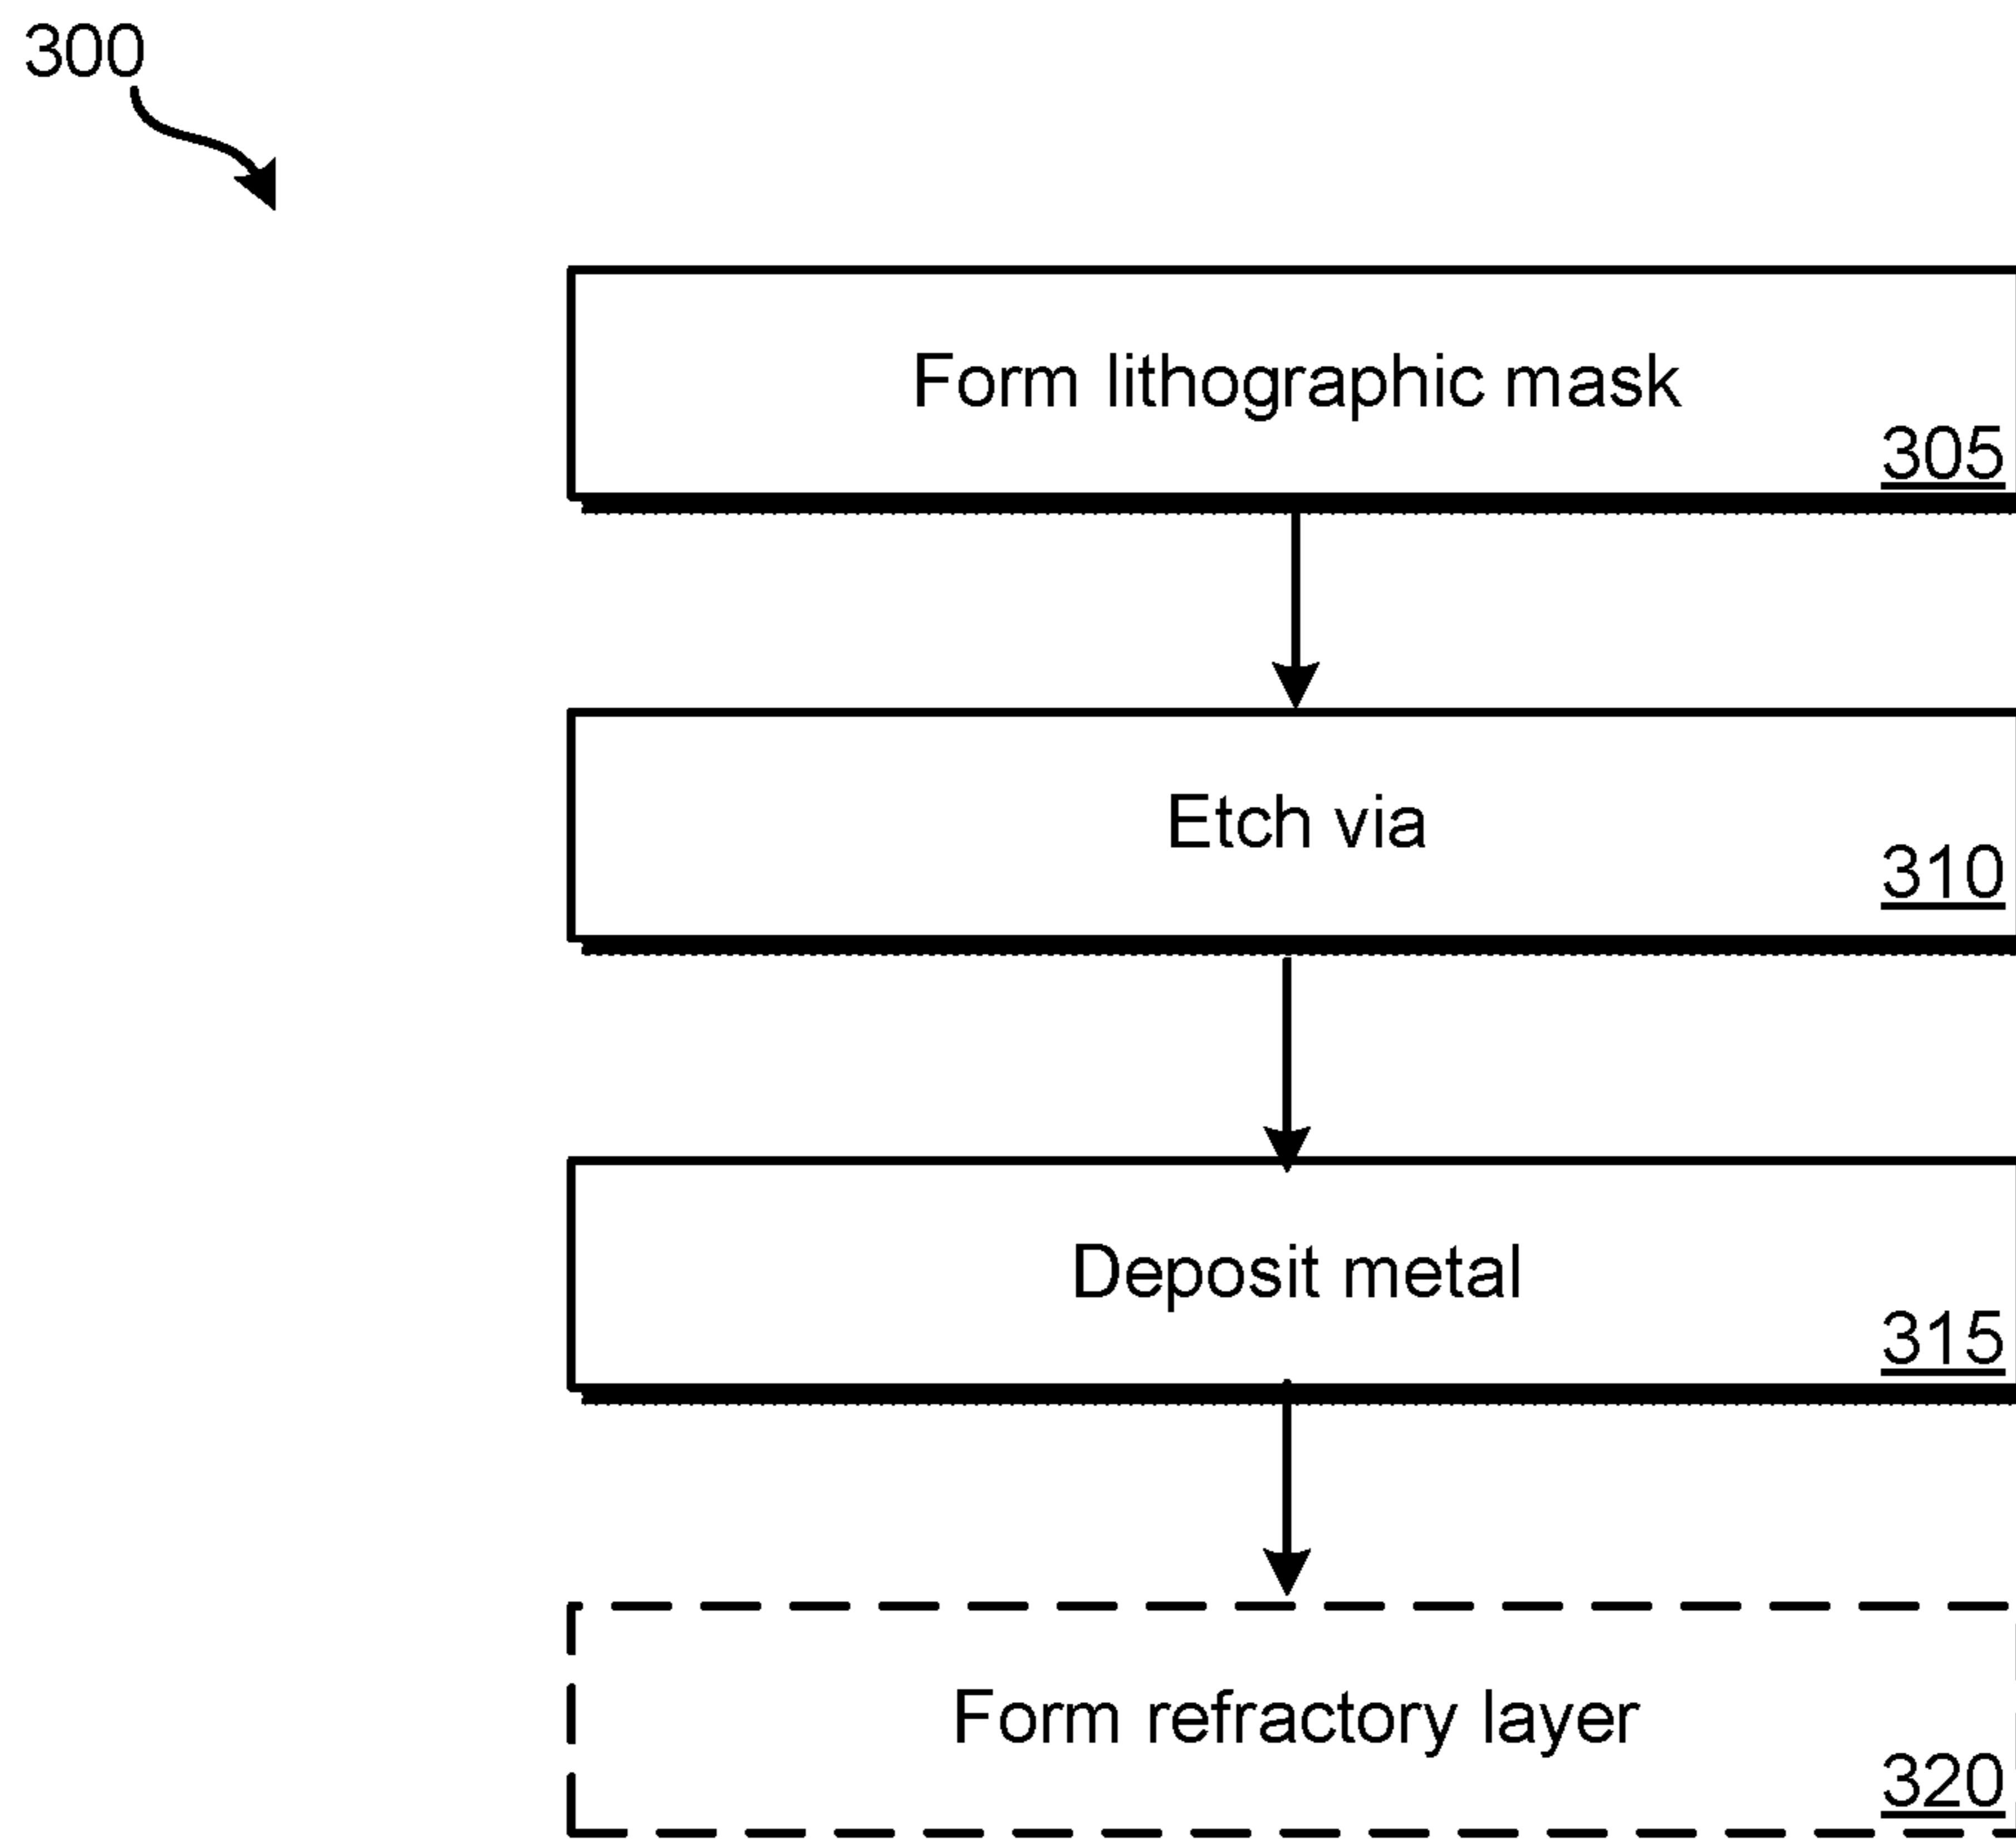 300
Form lithographic mask
305
Etch via
310
Deposit metal
315
Form refractory layer
320